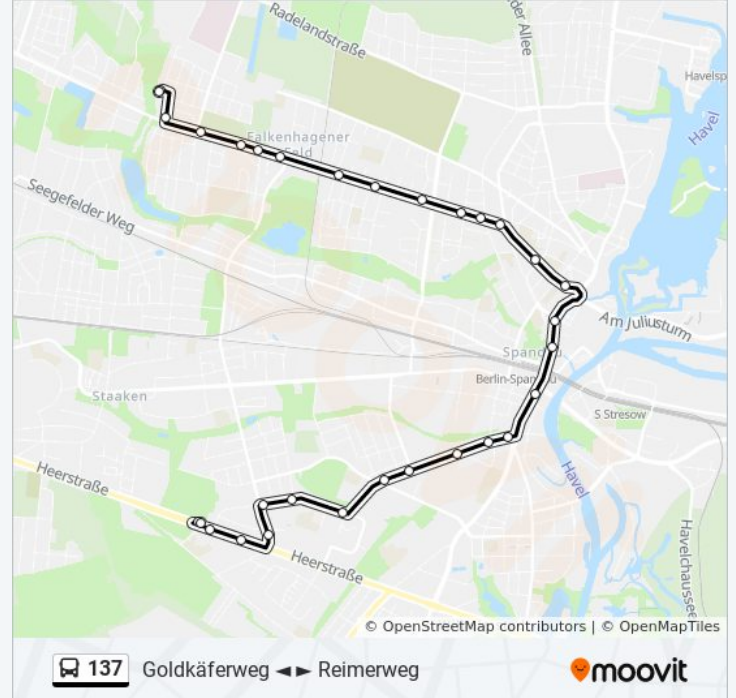 Radelandstraße
der Allee
Havelsp
Havel
Falkenhagener
Feld
Seegefelder Weg
Am Juliusturm
Spandau
Berlin-Spandau
Staaken
S Stresow
Heerstraße
Havel
Heerstraße
Havelchaussee
© OpenStreetMap contributors | © OpenMapTiles
137 Goldkäferweg ◄► Reimerweg
moovit